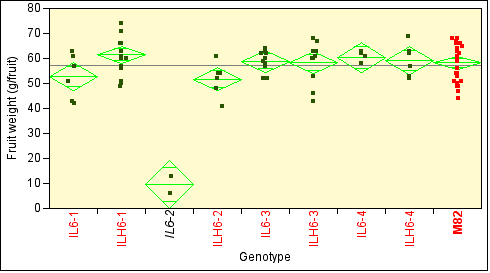 80
70
60
50
40
30
20
10
0
Fruit weight (g/fruit)
IL6-1
ILH6-1
IL6-2
ILH6-2
IL6-3
ILH6-3
IL6-4
ILH6-4
M82
Genotype